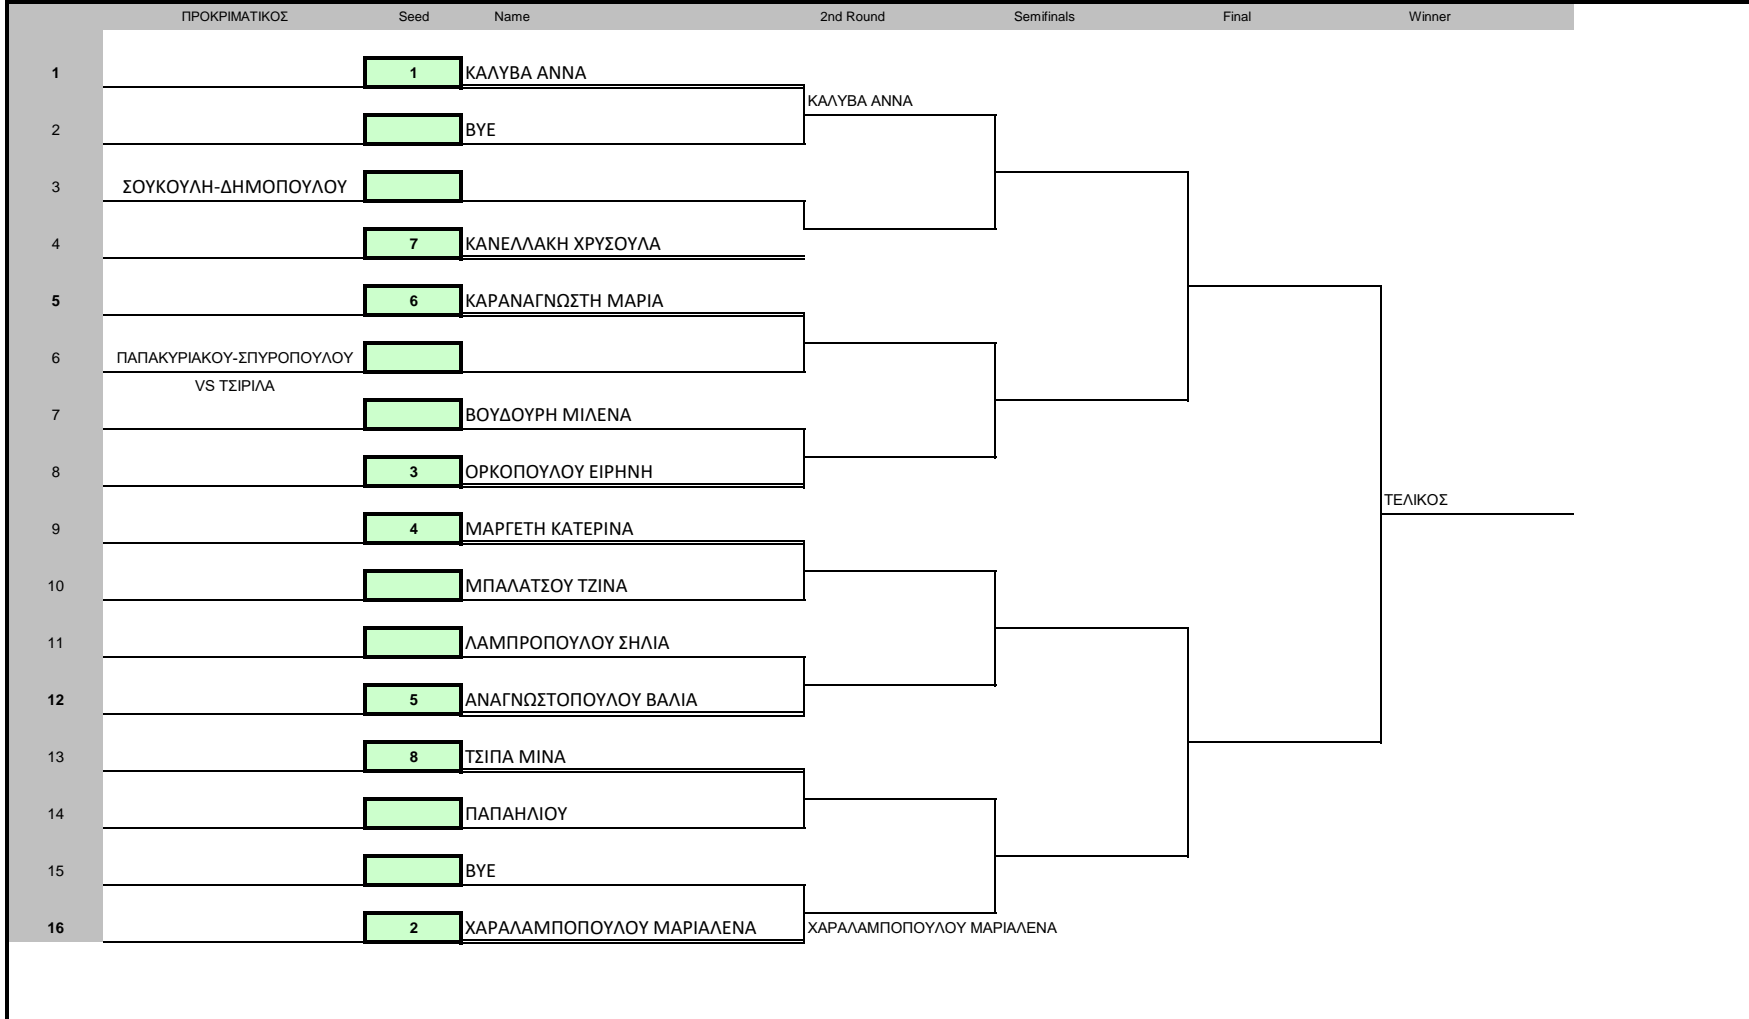 ΠΡΟΚΡΙΜΑΤΙΚΟΣ Seed Name 2nd Round Semifinals Final Winner
1 1 ΚΑΛΥΒΑ ΑΝΝΑ
ΚΑΛΥΒΑ ΑΝΝΑ
2 BYE
3 ΣΟΥΚΟΥΛΗ-ΔΗΜΟΠΟΥΛΟΥ
4 7 ΚΑΝΕΛΛΑΚΗ ΧΡΥΣΟΥΛΑ
5 6 ΚΑΡΑΝΑΓΝΩΣΤΗ ΜΑΡΙΑ
6 ΠΑΠΑΚΥΡΙΑΚΟΥ-ΣΠΥΡΟΠΟΥΛΟΥ
VS ΤΣΙΡΙΛΑ
7 ΒΟΥΔΟΥΡΗ ΜΙΛΕΝΑ
8 3 ΟΡΚΟΠΟΥΛΟΥ ΕΙΡΗΝΗ
ΤΕΛΙΚΟΣ
9 4 ΜΑΡΓΕΤΗ ΚΑΤΕΡΙΝΑ
10 ΜΠΑΛΑΤΣΟΥ ΤΖΙΝΑ
11 ΛΑΜΠΡΟΠΟΥΛΟΥ ΣΗΛΙΑ
12 5 ΑΝΑΓΝΩΣΤΟΠΟΥΛΟΥ ΒΑΛΙΑ
13 8 ΤΣΙΠΑ ΜΙΝΑ
14 ΠΑΠΑΗΛΙΟΥ
15 BYE
16 2 ΧΑΡΑΛΑΜΠΟΠΟΥΛΟΥ ΜΑΡΙΑΛΕΝΑ ΧΑΡΑΛΑΜΠΟΠΟΥΛΟΥ ΜΑΡΙΑΛΕΝΑ